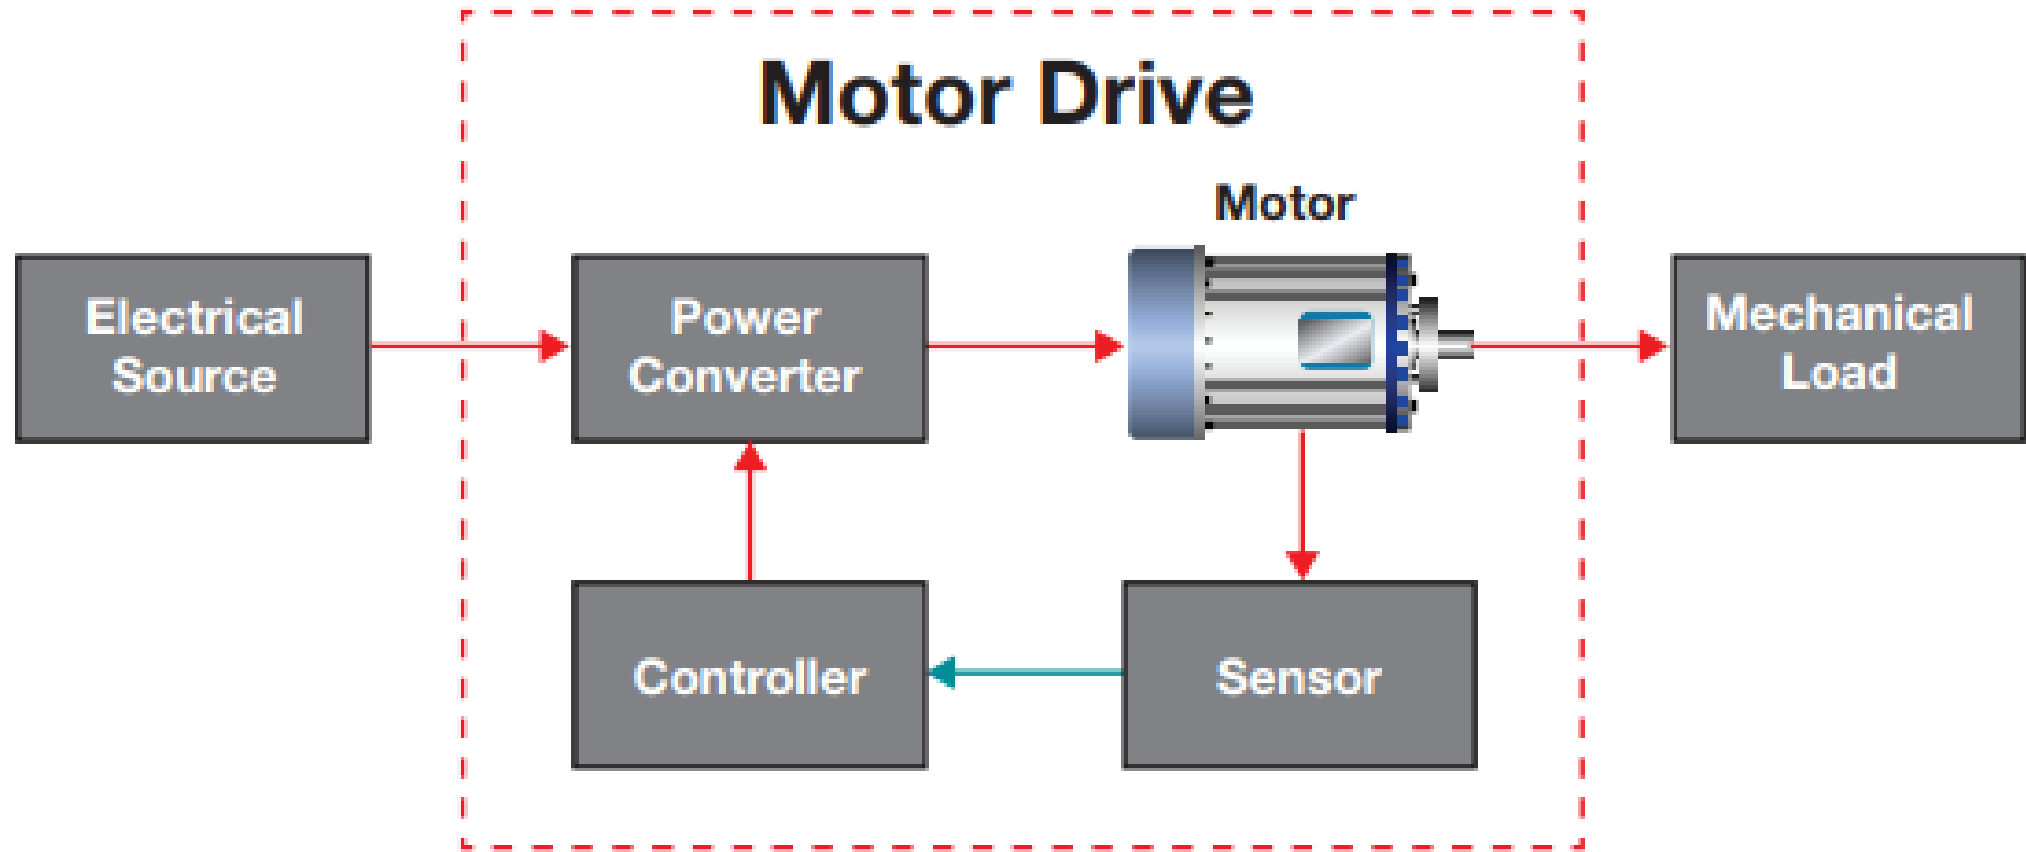 Motor Drive
Motor
Electrical
Source
Power
Converter
Mechanical
Load
Controller
Sensor